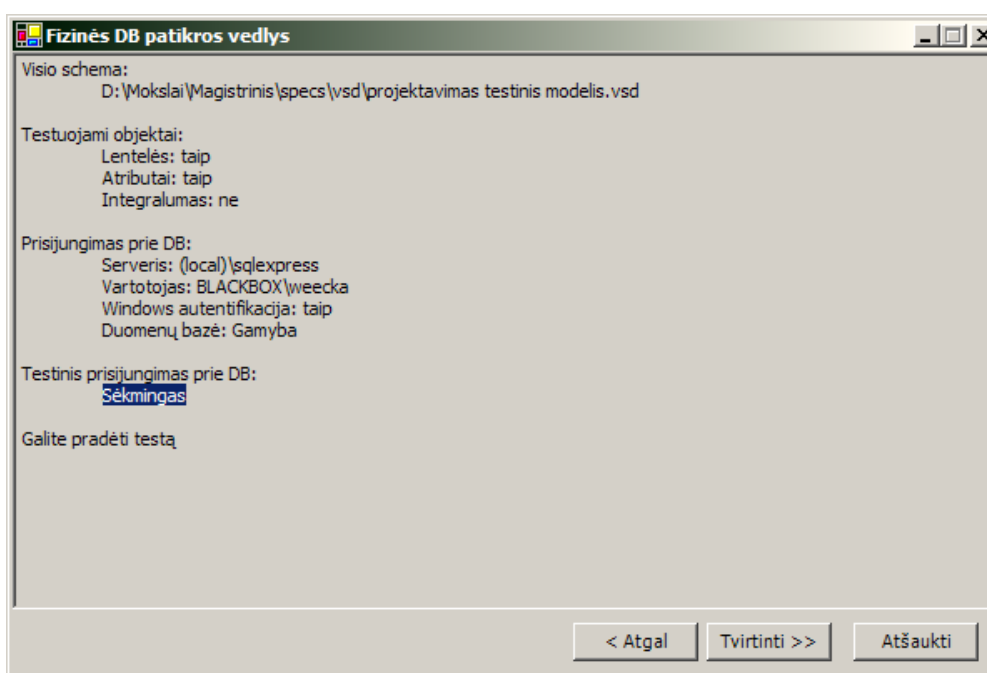 Fizinės DB patikros vedlys
Visio schema:
D:\Mokslai\Magistrinis\specs\vsd\projektavimas testinis modelis.vsd
Testuojami objektai:
Lentelės: taip
Atributai: taip
Integralumas: ne
Prisijungimas prie DB:
Serveris: (local)\sqlexpress
Vartotojas: BLACKBOX\weecka
Windows autentifikacija: taip
Duomenų bazė: Gamyba
Testinis prisijungimas prie DB:
Sėkmingas
Galite pradėti testą
< Atgal Tvirtinti >> Atšaukti